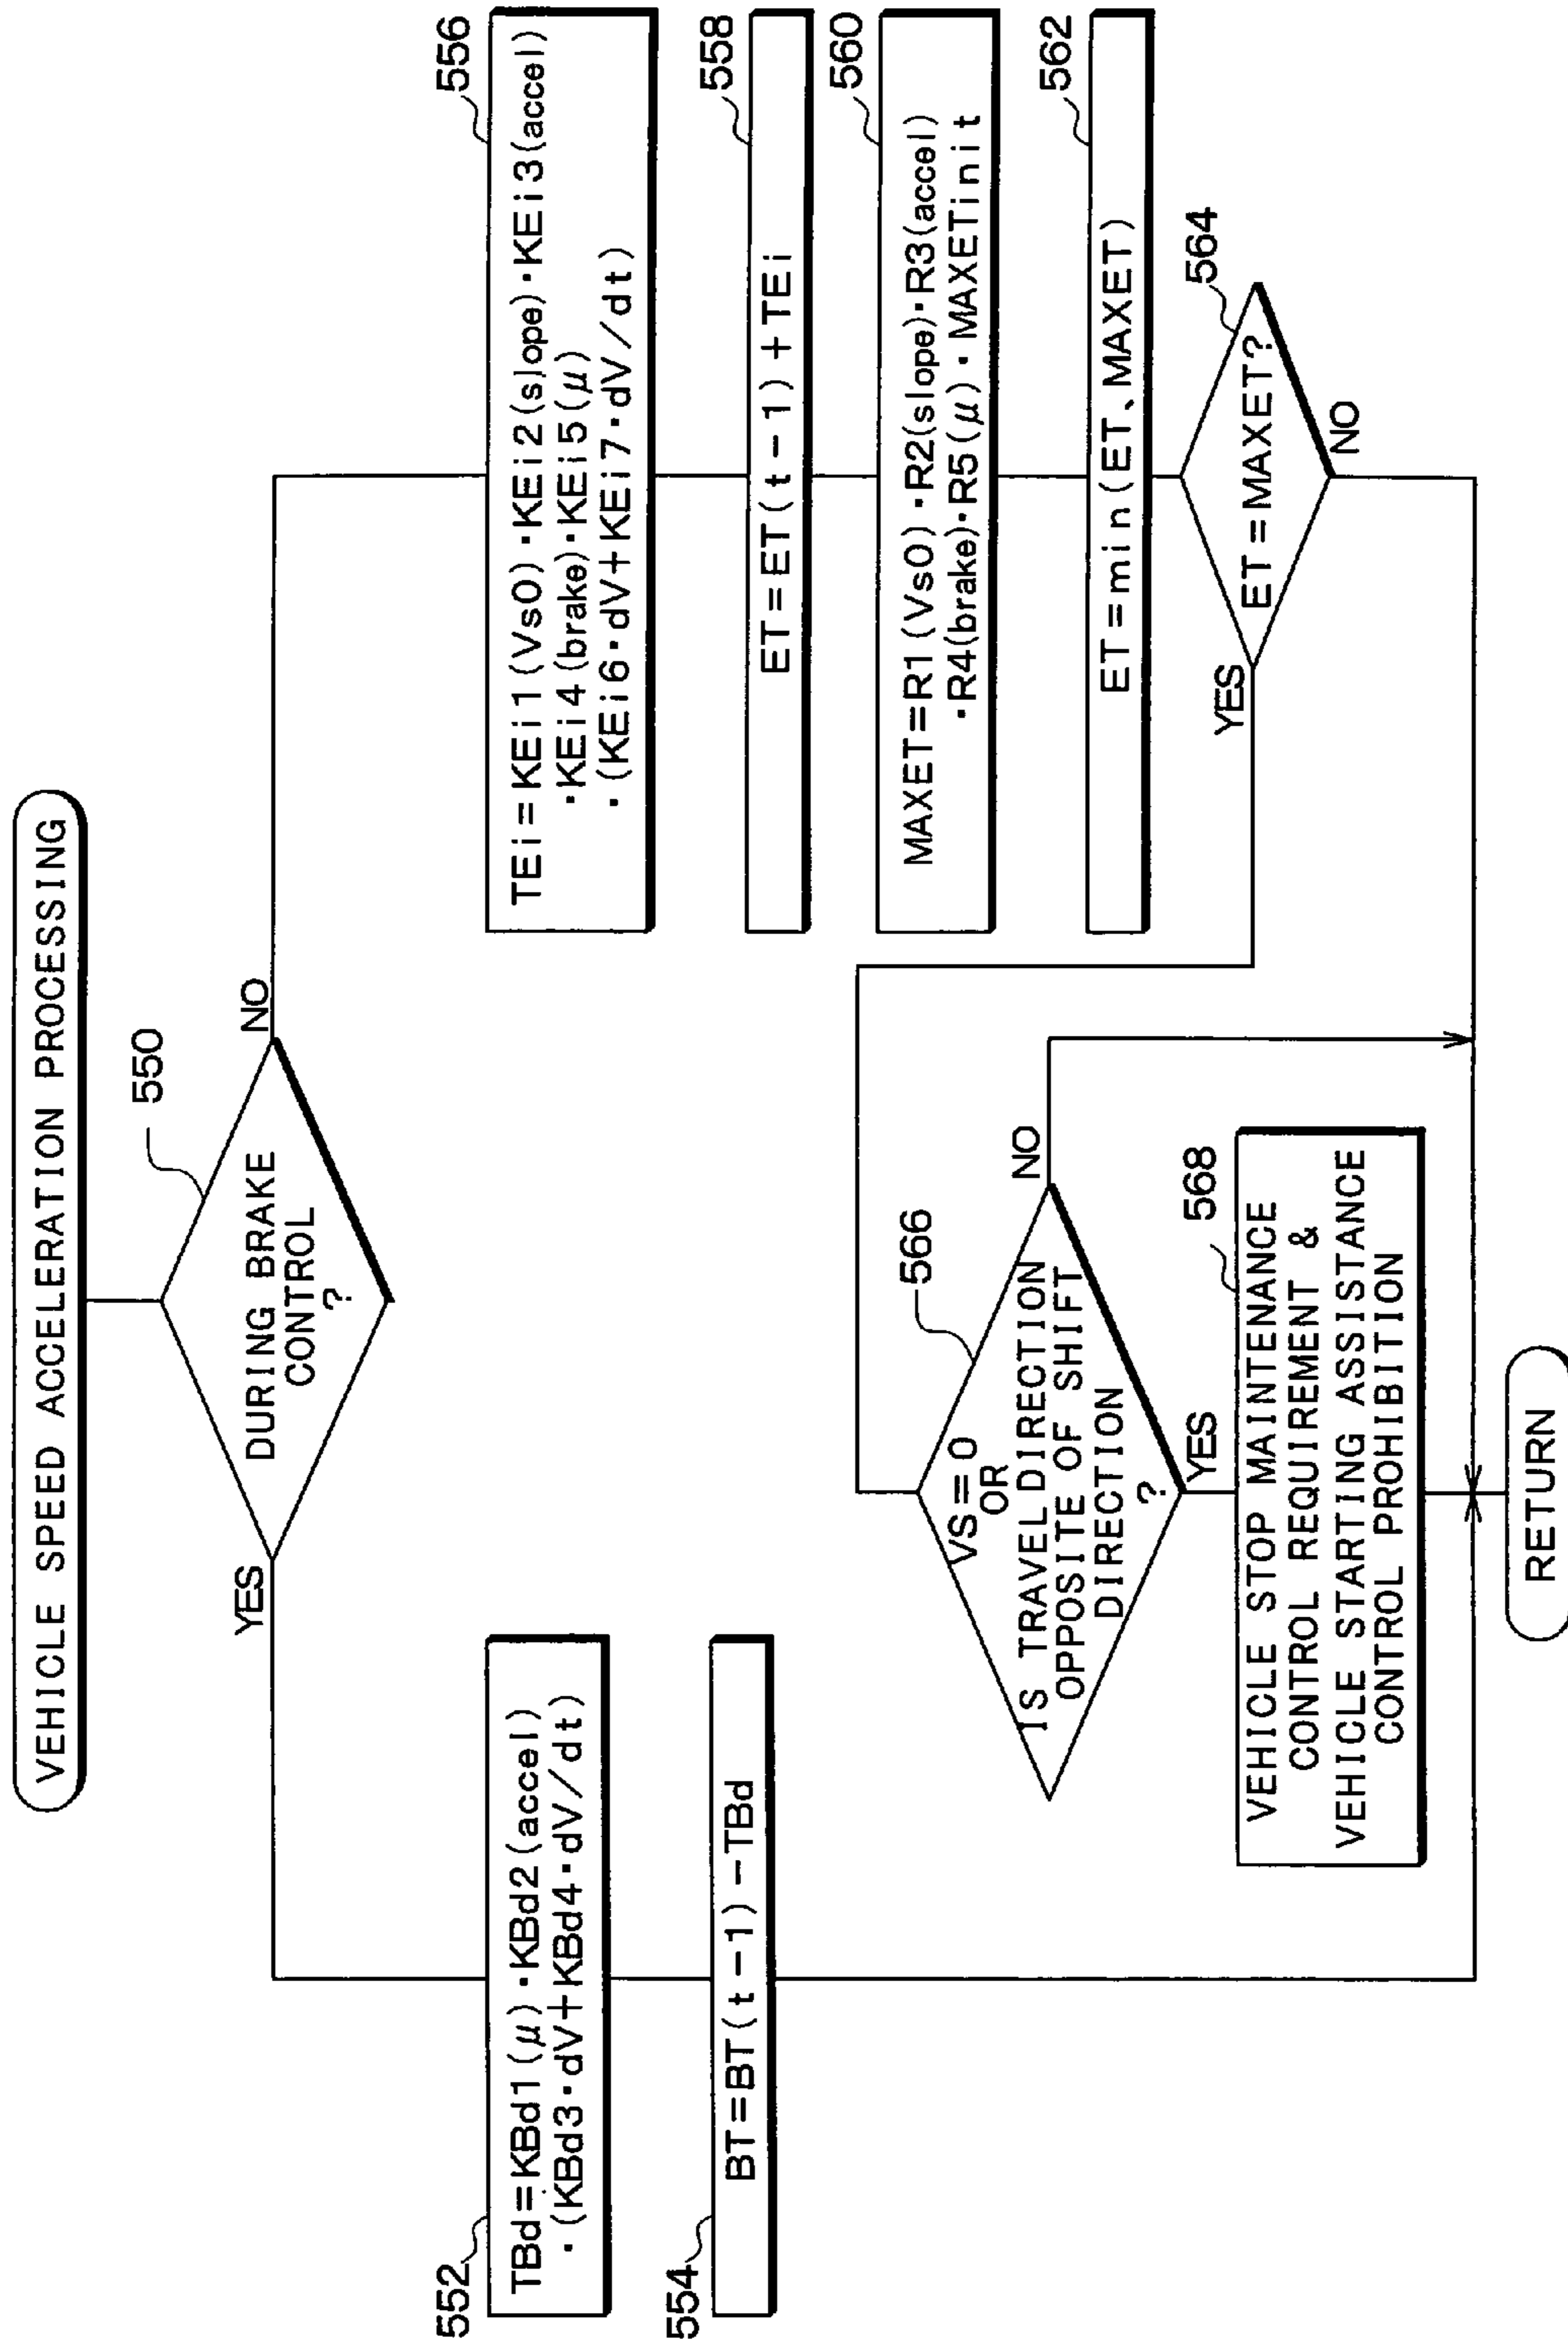 VEHICLE SPEED ACCELERATION PROCESSING
550
DURING BRAKE
CONTROL
?
YES
NO
552
TBd=KBd1(μ)·KBd2(accel)
·(KBd3·dV+KBd4·dV/dt)
554
BT=BT(t-1)-TBd
556
TEi=KEi1(Vs0)·KEi2(slope)·KEi3(accel)
·KEi4(brake)·KEi5(μ)
·(KEi6·dV+KEi7·dV/dt)
558
ET=ET(t-1)+TEi
560
MAXET=R1(Vs0)·R2(slope)·R3(accel)
·R4(brake)·R5(μ)·MAXETinit
562
ET=min(ET、MAXET)
564
ET=MAXET?
YES
NO
566
VS=0
OR
IS TRAVEL DIRECTION
OPPOSITE OF SHIFT
DIRECTION
?
NO
YES
568
VEHICLE STOP MAINTENANCE
CONTROL REQUIREMENT &
VEHICLE STARTING ASSISTANCE
CONTROL PROHIBITION
RETURN